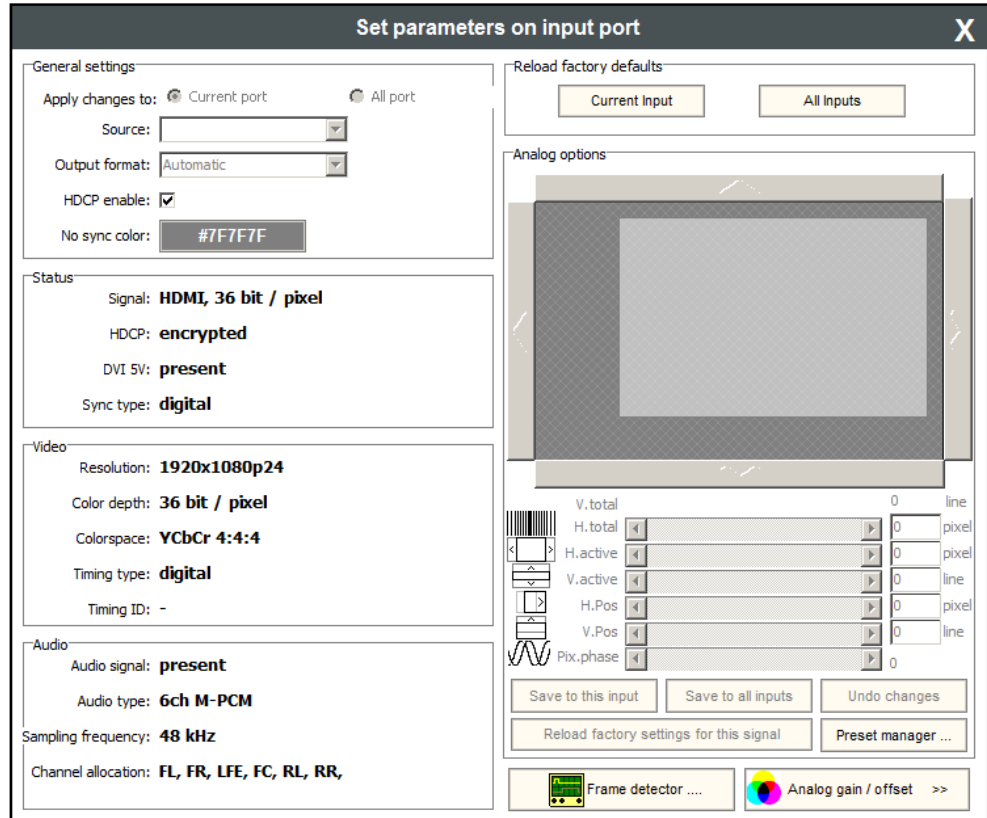 Set parameters on input port
X
General settings
Apply changes to: Current port All port
Source:
Output format: Automatic
HDCP enable:
No sync color: #7F7F7F
Status
Signal: HDMI, 36 bit / pixel
HDCP: encrypted
DVI 5V: present
Sync type: digital
Video
Resolution: 1920x1080p24
Color depth: 36 bit / pixel
Colorspace: YCbCr 4:4:4
Timing type: digital
Timing ID: -
Audio
Audio signal: present
Audio type: 6ch M-PCM
Sampling frequency: 48 kHz
Channel allocation: FL, FR, LFE, FC, RL, RR,
Reload factory defaults
Current Input All Inputs
Analog options
V.total 0 line
H.total 0 pixel
H.active 0 pixel
V.active 0 line
H.Pos 0 pixel
V.Pos 0 line
Pix.phase 0
Save to this input Save to all inputs Undo changes
Reload factory settings for this signal Preset manager ...
Frame detector .... Analog gain / offset >>